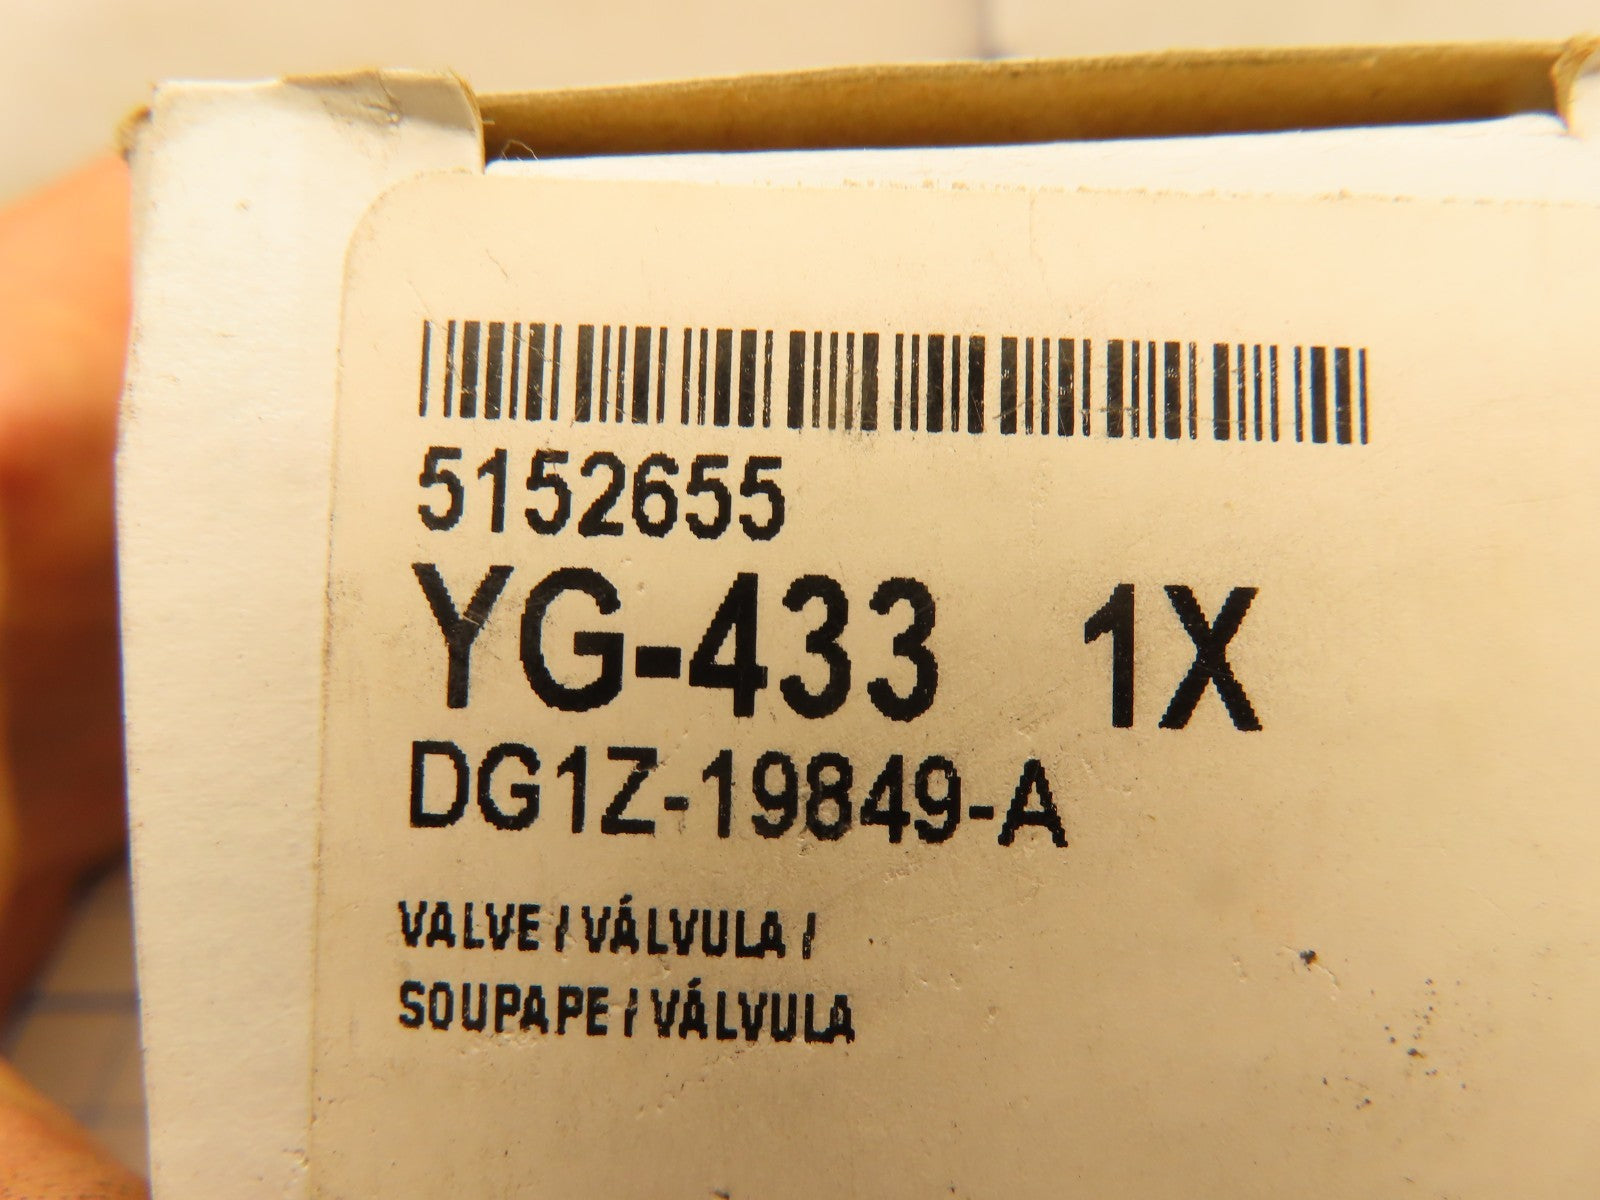 5152655
YG-433 1X
DG1Z-19849-A
VALVE / VÁLVULA /
SOUPAPE / VÁLVULA